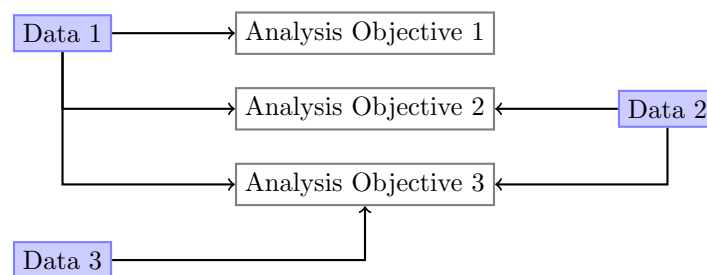 Data 1
Analysis Objective 1
Analysis Objective 2
Data 2
Analysis Objective 3
Data 3